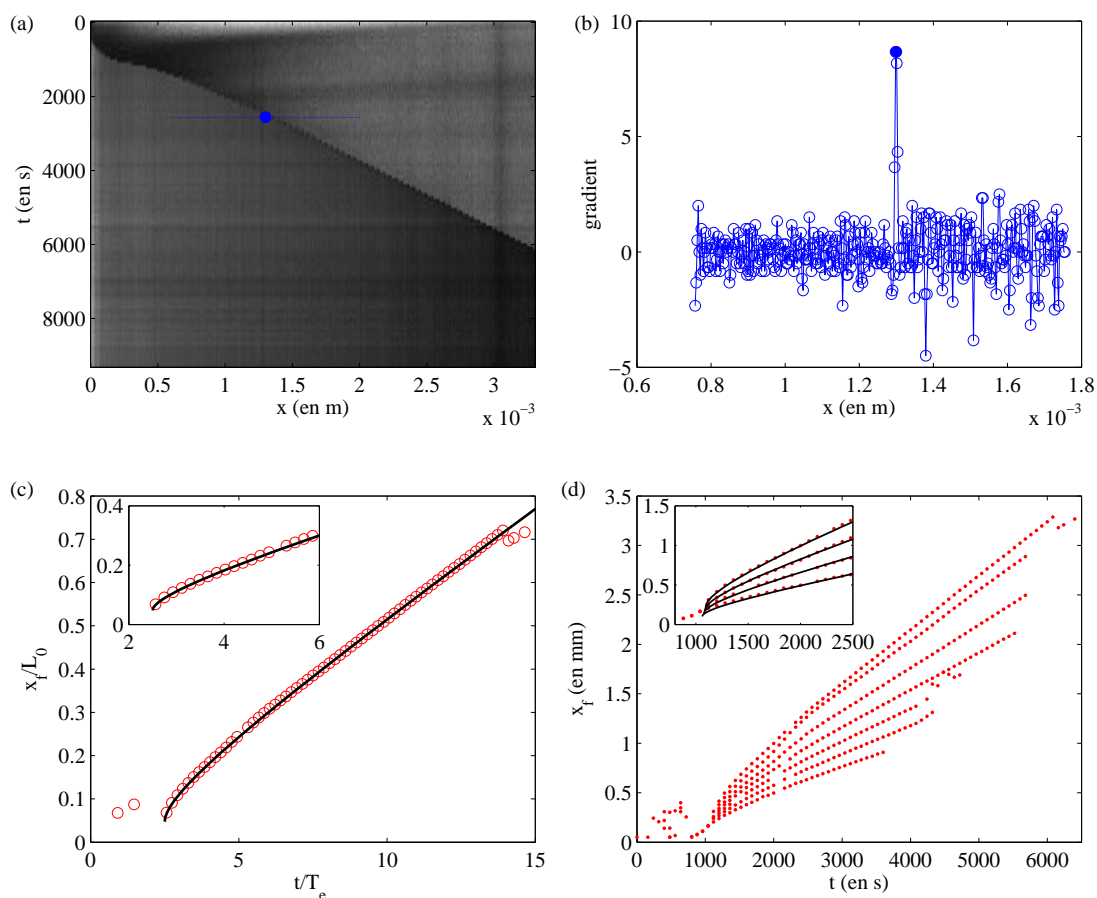 (a)
0
2000
4000
6000
8000
t (en s)
0 0.5 1 1.5 2 2.5 3
x (en m)
x 10⁻³
(b)
10
5
0
−5
gradient
0.6 0.8 1 1.2 1.4 1.6 1.8
x (en m)
x 10⁻³
(c)
0.8
0.7
0.6
0.5
0.4
0.3
0.2
0.1
0
x_f/L_0
0 5 10 15
t/T_e
0.4
0.2
0
2 4 6
(d)
3.5
3
2.5
2
1.5
1
0.5
0
x_f (en mm)
0 1000 2000 3000 4000 5000 6000
t (en s)
1.5
1
0.5
0
1000 1500 2000 2500